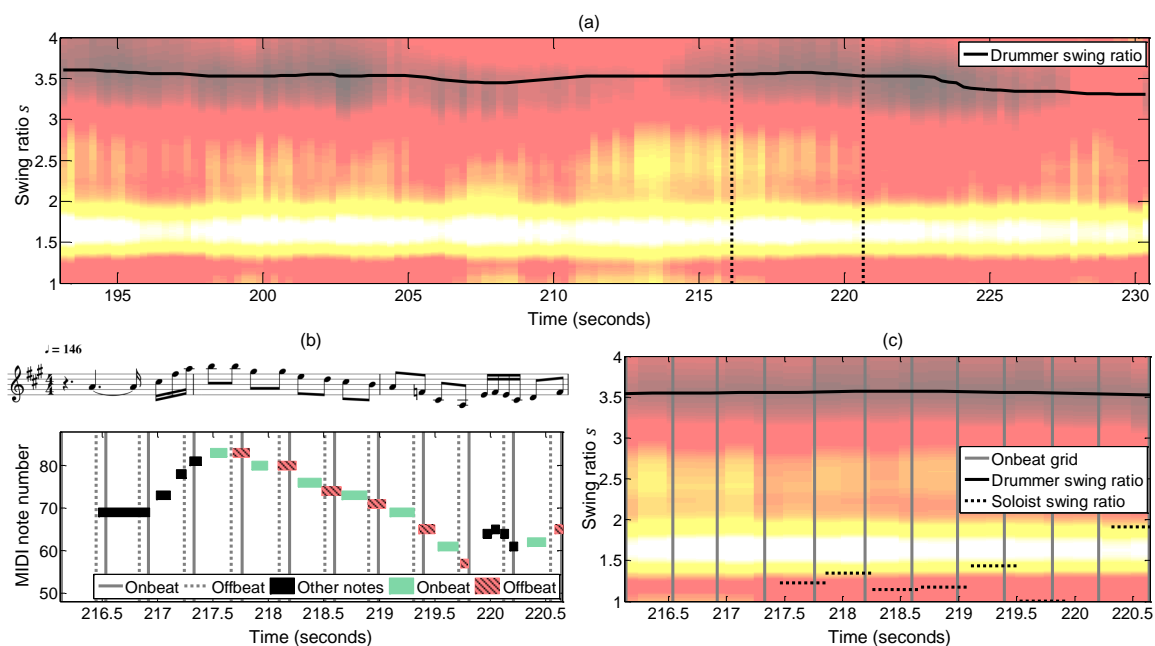 (a)
4
3.5
3
2.5
2
1.5
1
Swing ratio s
Drummer swing ratio
195 200 205 210 215 220 225 230
Time (seconds)
(b)
♩ = 146
4
4
80
70
60
50
MIDI note number
Onbeat Offbeat Other notes Onbeat Offbeat
216.5 217 217.5 218 218.5 219 219.5 220 220.5
Time (seconds)
(c)
4
3.5
3
2.5
2
1.5
1
Swing ratio s
Onbeat grid
Drummer swing ratio
Soloist swing ratio
216.5 217 217.5 218 218.5 219 219.5 220 220.5
Time (seconds)